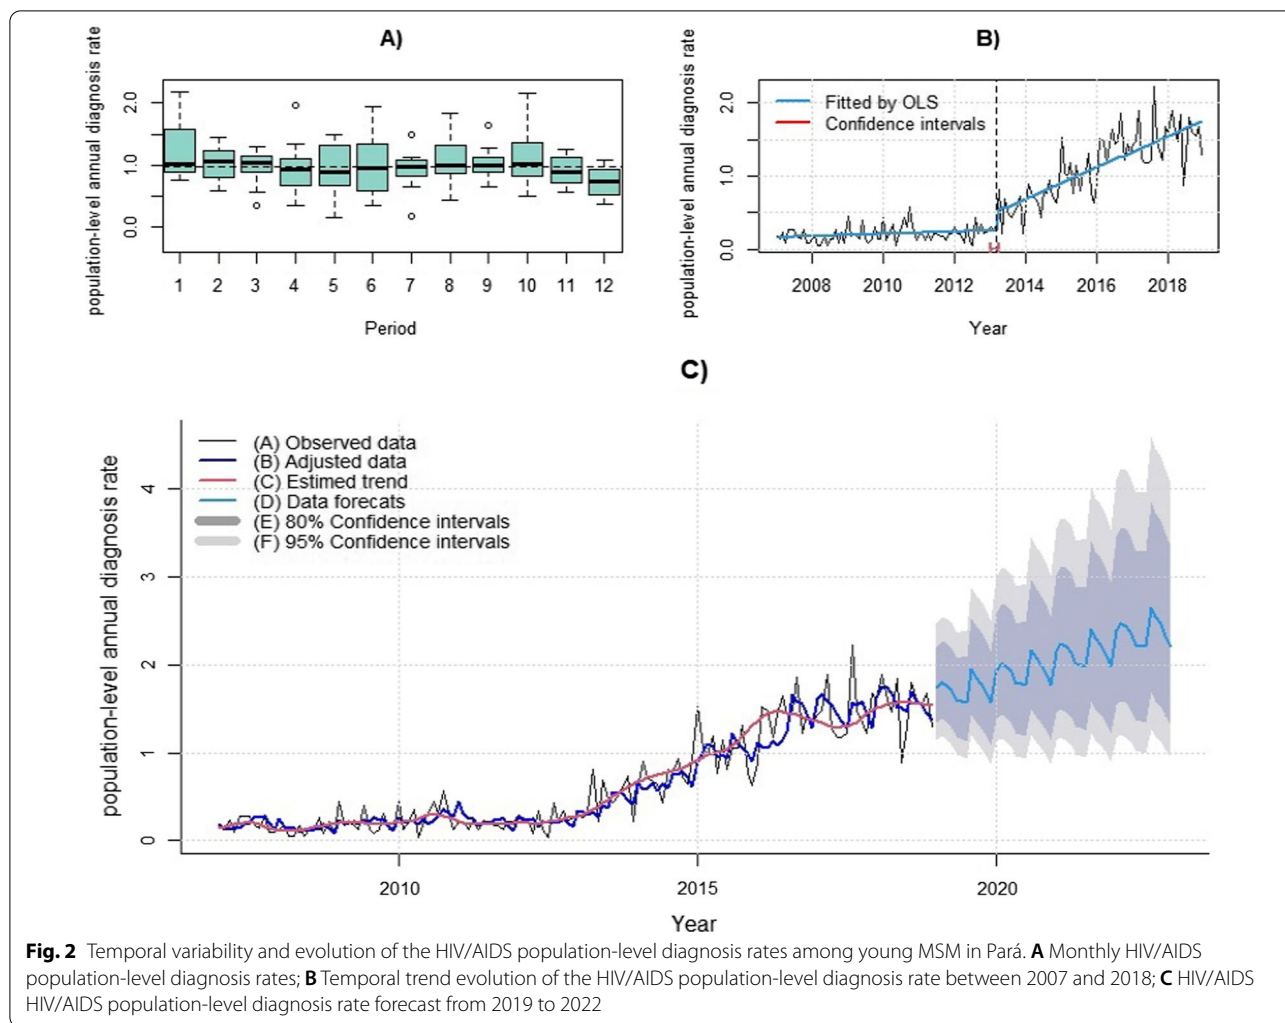 A)
population-level annual diagnosis rate
2.0
1.0
0.0
1 2 3 4 5 6 7 8 9 10 11 12
Period
B)
population-level annual diagnosis rate
2.0
1.0
0.0
Fitted by OLS
Confidence intervals
2008 2010 2012 2014 2016 2018
Year
C)
population-level annual diagnosis rate
4
3
2
1
0
(A) Observed data
(B) Adjusted data
(C) Estimed trend
(D) Data forecats
(E) 80% Confidence intervals
(F) 95% Confidence intervals
2010 2015 2020
Year
Fig. 2 Temporal variability and evolution of the HIV/AIDS population-level diagnosis rates among young MSM in Pará. A Monthly HIV/AIDS
population-level diagnosis rates; B Temporal trend evolution of the HIV/AIDS population-level diagnosis rate between 2007 and 2018; C HIV/AIDS
HIV/AIDS population-level diagnosis rate forecast from 2019 to 2022